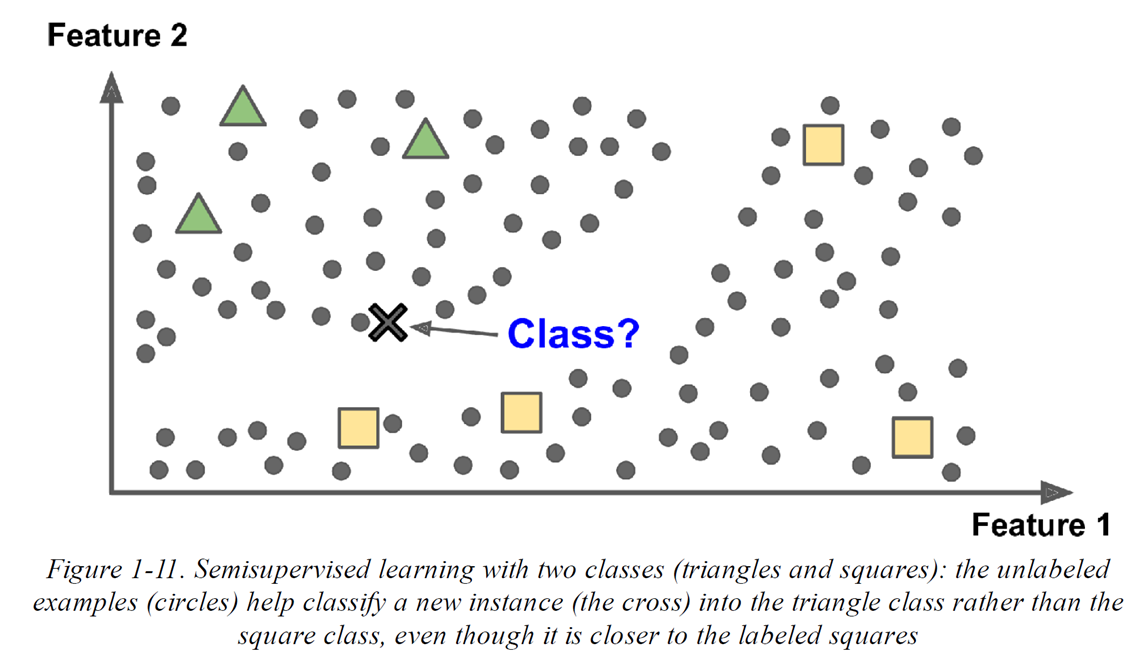 Feature 2
Class?
Feature 1
Figure 1-11. Semisupervised learning with two classes (triangles and squares): the unlabeled
examples (circles) help classify a new instance (the cross) into the triangle class rather than the
square class, even though it is closer to the labeled squares